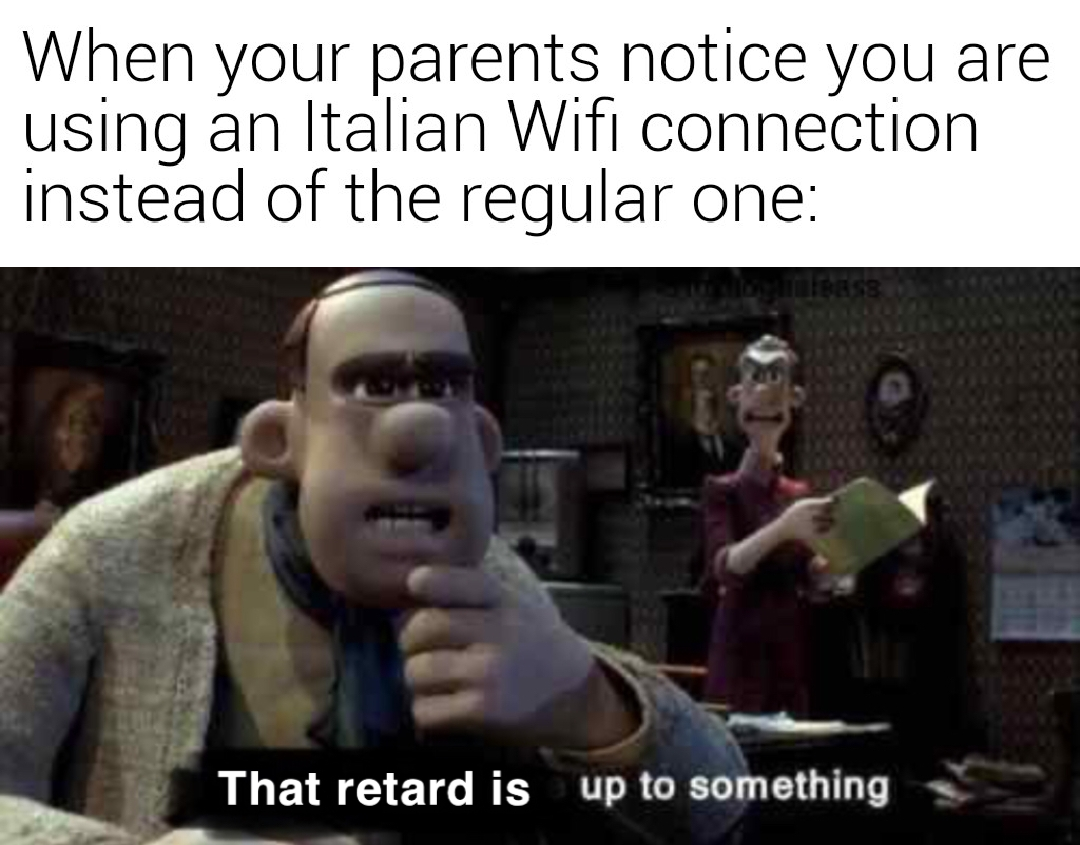 When your parents notice you are
using an Italian Wifi connection
instead of the regular one:
That retard is up to something